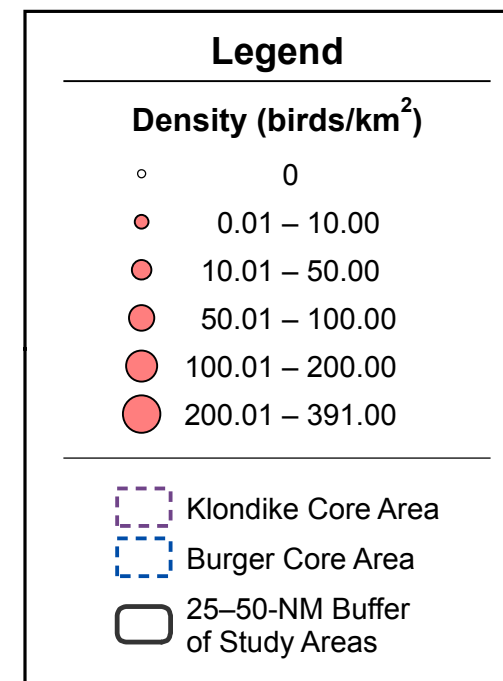 Legend
Density (birds/km²)
0
0.01 – 10.00
10.01 – 50.00
50.01 – 100.00
100.01 – 200.00
200.01 – 391.00
Klondike Core Area
Burger Core Area
25–50-NM Buffer
of Study Areas